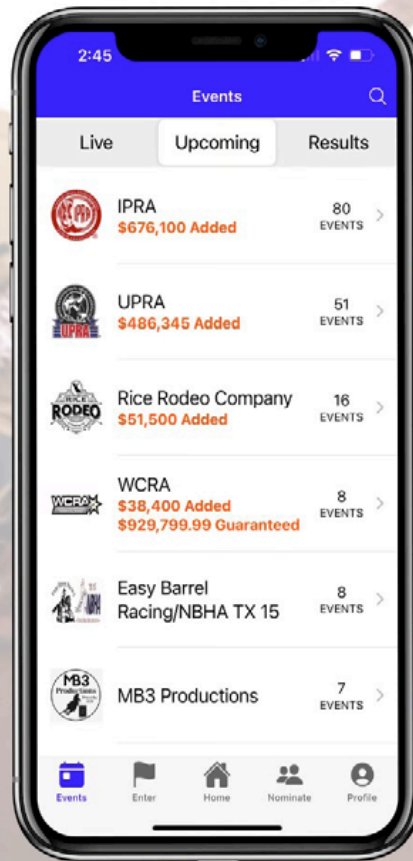 2:45
Events
Live
Upcoming
Results
IPRA
$676,100 Added
80
EVENTS
UPRA
UPRA
$486,345 Added
51
EVENTS
RICE
RODEO
Rice Rodeo Company
$51,500 Added
16
EVENTS
WCRA
WCRA
$38,400 Added
$929,799.99 Guaranteed
8
EVENTS
Easy Barrel
Racing/NBHA TX 15
8
EVENTS
MB3
Productions
MB3 Productions
7
EVENTS
Events
Enter
Home
Nominate
Profile